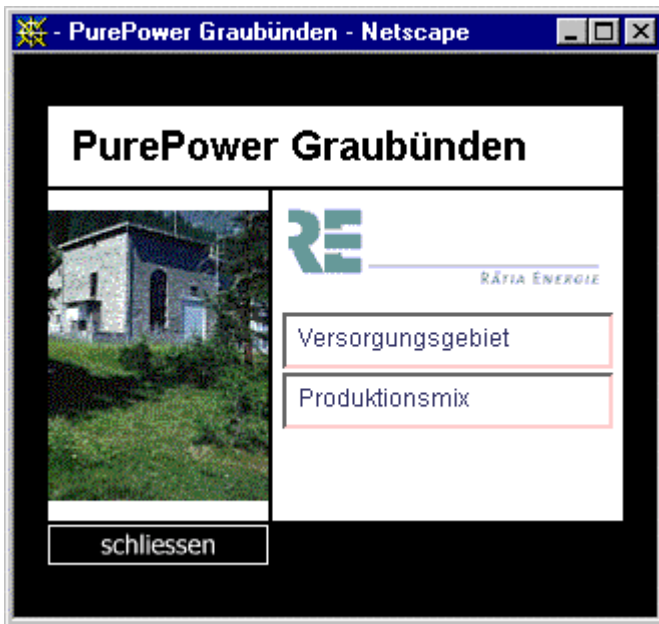 - PurePower Graubünden - Netscape
PurePower Graubünden
RE
RÄTIA ENERGIE
Versorgungsgebiet
Produktionsmix
schliessen